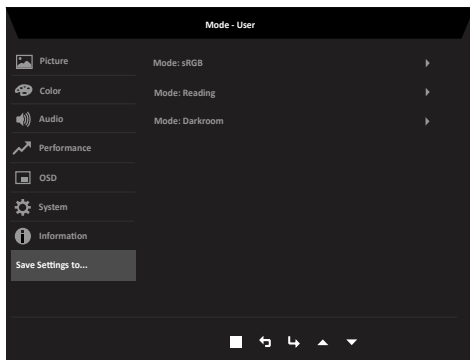 Mode - User
Picture
Color
Audio
Performance
OSD
System
Information
Save Settings to...
Mode: sRGB
Mode: Reading
Mode: Darkroom